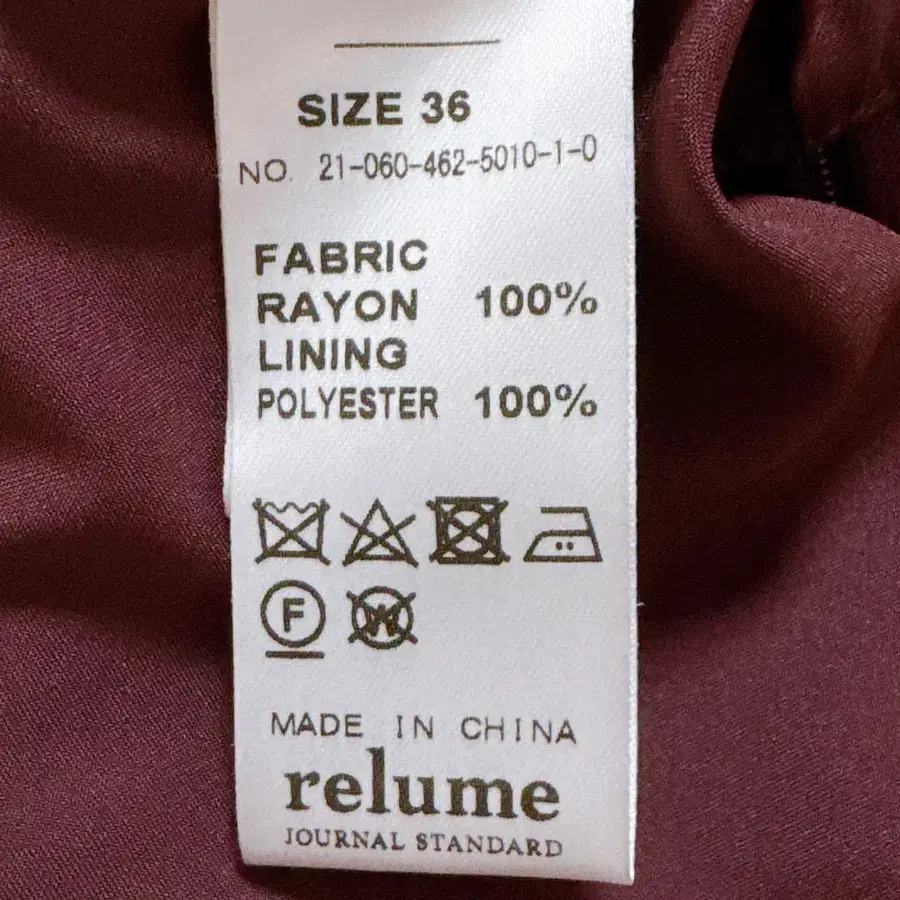 SIZE 36
NO. 21-060-462-5010-1-0
FABRIC
RAYON 100%
LINING
POLYESTER 100%
F W
MADE IN CHINA
relume
JOURNAL STANDARD